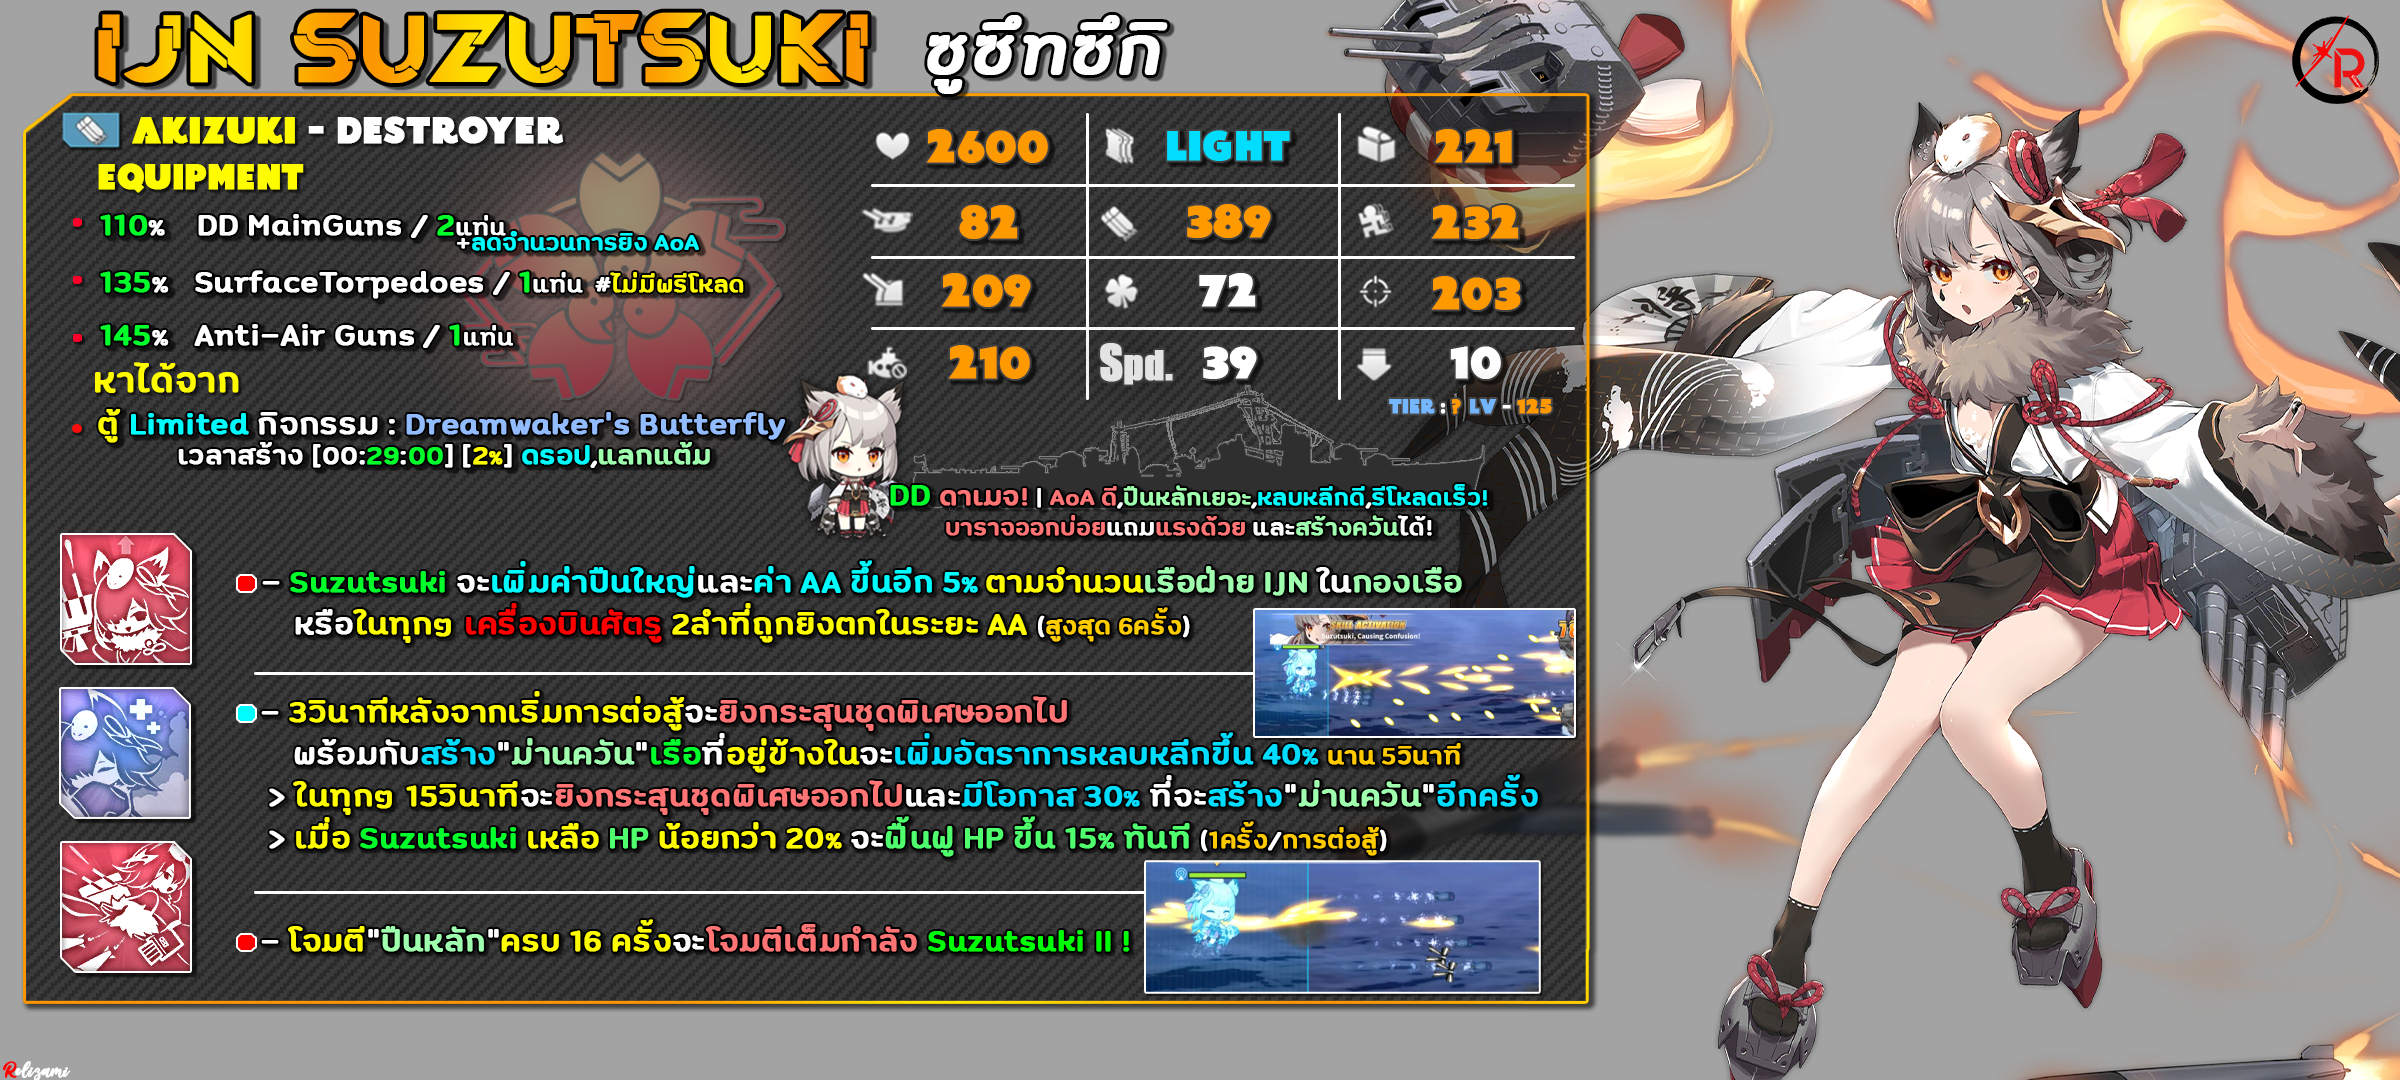 IJN SUZUTSUKI ซูซึทซึกิ
R
AKIZUKI - DESTROYER
EQUIPMENT
110% DD MainGuns / 2แท่น
+ลดจำนวนการยิง AoA
135% SurfaceTorpedoes / 1แท่น #ไม่มีพรีโหลด
145% Anti-Air Guns / 1แท่น
หาได้จาก
ตู้ Limited กิจกรรม : Dreamwaker's Butterfly
เวลาสร้าง [00:29:00] [2%] ดรอป,แลกแต้ม
2600 LIGHT 221
82 389 232
209 72 203
210 Spd. 39 10
TIER : ? LV - 125
DD ดาเมจ! | AoA ดี,ปืนหลักเยอะ,หลบหลีกดี,รีโหลดเร็ว!
บาราจออกบ่อยแถมแรงด้วย และสร้างควันได้!
- Suzutsuki จะเพิ่มค่าปืนใหญ่และค่า AA ขึ้นอีก 5% ตามจำนวนเรือฝ่าย IJN ในกองเรือ
หรือในทุกๆ เครื่องบินศัตรู 2ลำที่ถูกยิงตกในระยะ AA (สูงสุด 6ครั้ง)
SKILL ACTIVATION
Suzutsuki, Causing Confusion!
- 3วินาทีหลังจากเริ่มการต่อสู้จะยิงกระสุนชุดพิเศษออกไป
พร้อมกับสร้าง"ม่านควัน"เรือที่อยู่ข้างในจะเพิ่มอัตราการหลบหลีกขึ้น 40% นาน 5วินาที
> ในทุกๆ 15วินาทีจะยิงกระสุนชุดพิเศษออกไปและมีโอกาส 30% ที่จะสร้าง"ม่านควัน"อีกครั้ง
> เมื่อ Suzutsuki เหลือ HP น้อยกว่า 20% จะฟื้นฟู HP ขึ้น 15% ทันที (1ครั้ง/การต่อสู้)
- โจมตี"ปืนหลัก"ครบ 16 ครั้งจะโจมตีเต็มกำลัง Suzutsuki II !
Rolizami